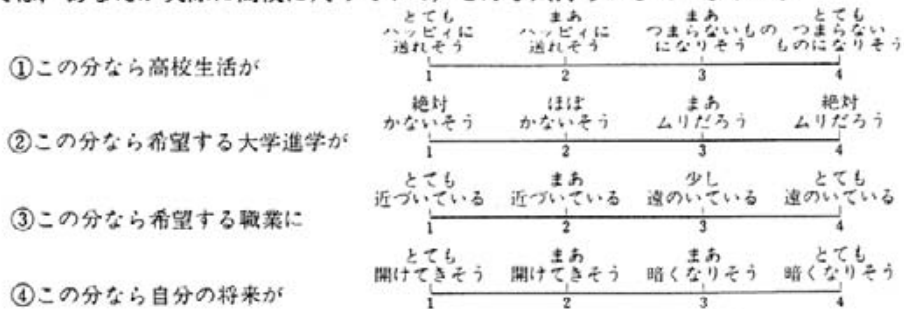 とても まあ まあ とても
ハッピィに ハッピィに つまらないもの つまらない
送れそう 送れそう になりそう ものになりそう
①この分なら高校生活が
1 2 3 4
絶対 ほぼ まあ 絶対
かないそう かないそう ムリだろう ムリだろう
②この分なら希望する大学進学が
1 2 3 4
とても まあ 少し とても
近づいている 近づいている 遠のいている 遠のいている
③この分なら希望する職業に
1 2 3 4
とても まあ まあ とても
開けてきそう 開けてきそう 暗くなりそう 暗くなりそう
④この分なら自分の将来が
1 2 3 4